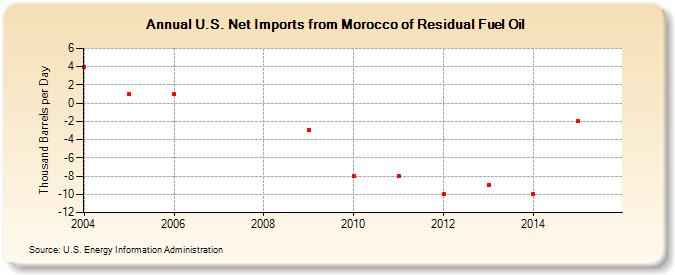 Annual U.S. Net Imports from Morocco of Residual Fuel Oil
Thousand Barrels per Day
6
4
2
0
-2
-4
-6
-8
-10
-12
2004 2006 2008 2010 2012 2014
Source: U.S. Energy Information Administration